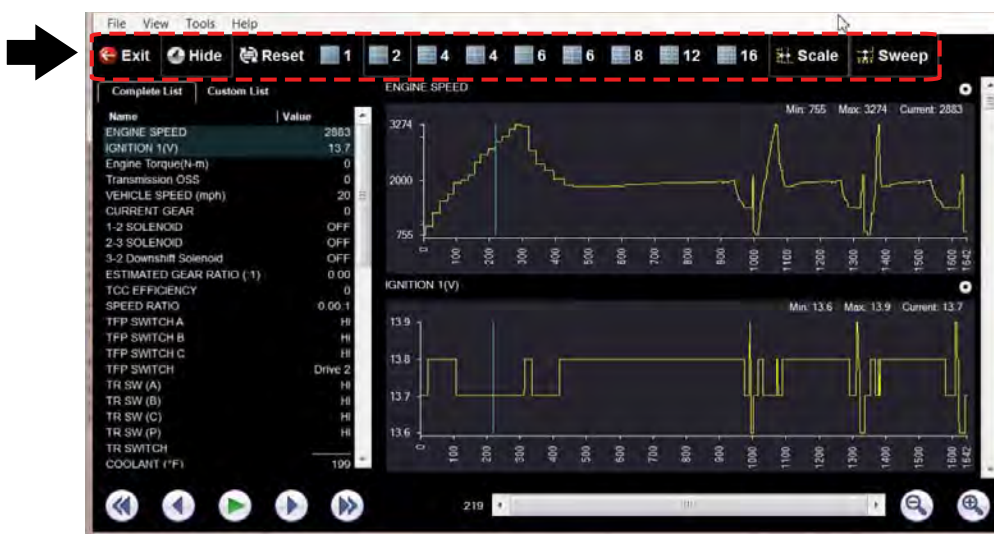 File View Tools Help
Exit Hide Reset 1 2 4 4 6 6 8 12 16 Scale Sweep
Complete List Custom List
Name Value
ENGINE SPEED 2883
IGNITION 1(V) 13.7
Engine Torque(N-m) 0
Transmission OSS 0
VEHICLE SPEED (mph) 20
CURRENT GEAR 0
1-2 SOLENOID OFF
2-3 SOLENOID OFF
3-2 Downshift Solenoid OFF
ESTIMATED GEAR RATIO (:1) 0.00
TCC EFFICIENCY 0
SPEED RATIO 0.00:1
TFP SWITCH A HI
TFP SWITCH B HI
TFP SWITCH C HI
TFP SWITCH Drive 2
TR SW (A) HI
TR SW (B) HI
TR SW (C) HI
TR SW (P) HI
TR SWITCH
COOLANT (°F) 199
ENGINE SPEED
Min: 755 Max: 3274 Current: 2883
3274
2000
755
0 100 200 300 400 500 600 700 800 900 1000 1100 1200 1300 1400 1500 1600 1642
IGNITION 1(V)
Min: 13.6 Max: 13.9 Current: 13.7
13.9
13.8
13.7
13.6
0 100 200 300 400 500 600 700 800 900 1000 1100 1200 1300 1400 1500 1600 1642
219